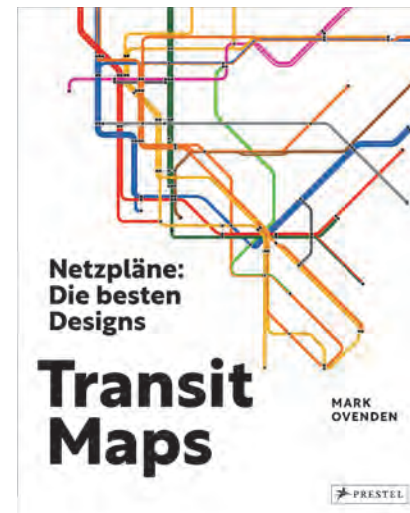 Netzpläne:
Die besten
Designs
Transit
Maps
MARK
OVENDEN
PRESTEL